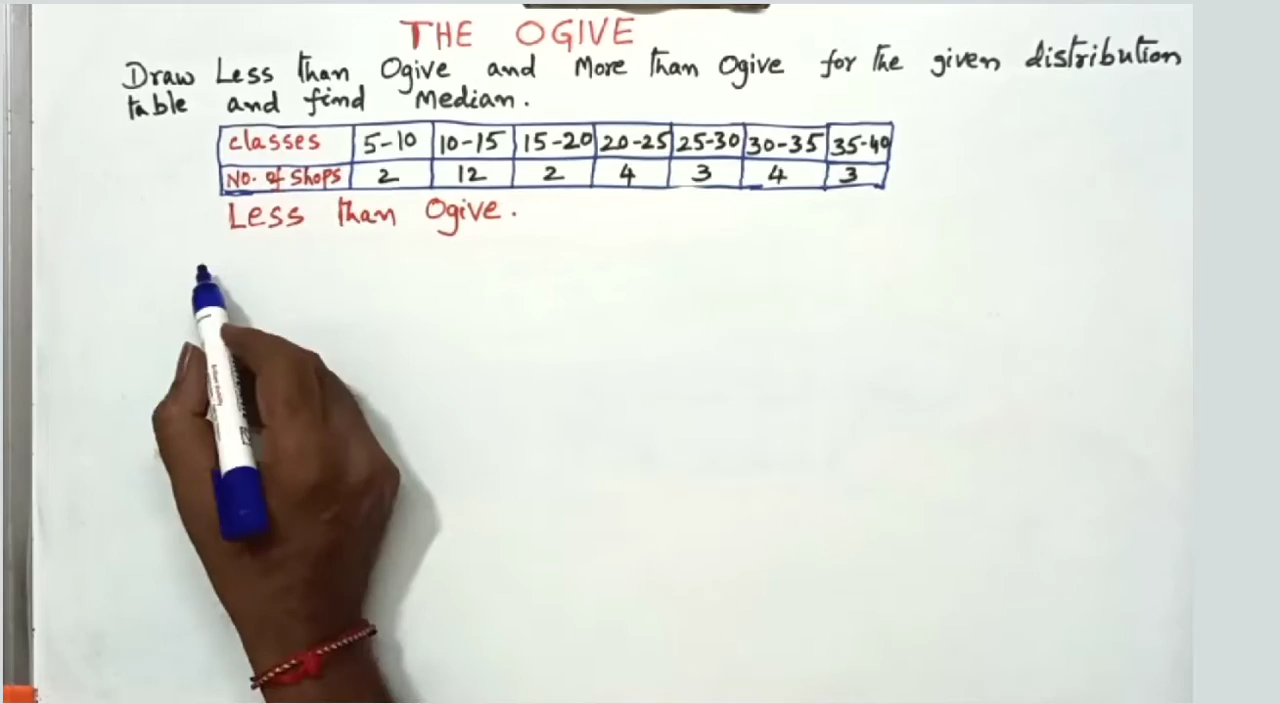 THE OGIVE
Draw Less than Ogive and More than Ogive for the given distribution
table and find Median.
classes 5-10 10-15 15-20 20-25 25-30 30-35 35-40
No. of Shops 2 12 2 4 3 4 3
Less than Ogive.